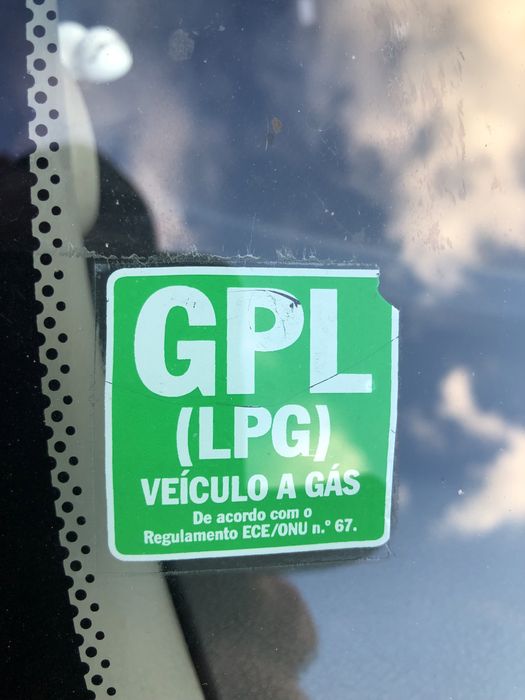 GPL
(LPG)
VEÍCULO A GÁS
De acordo com o
Regulamento ECE/ONU n.º 67.